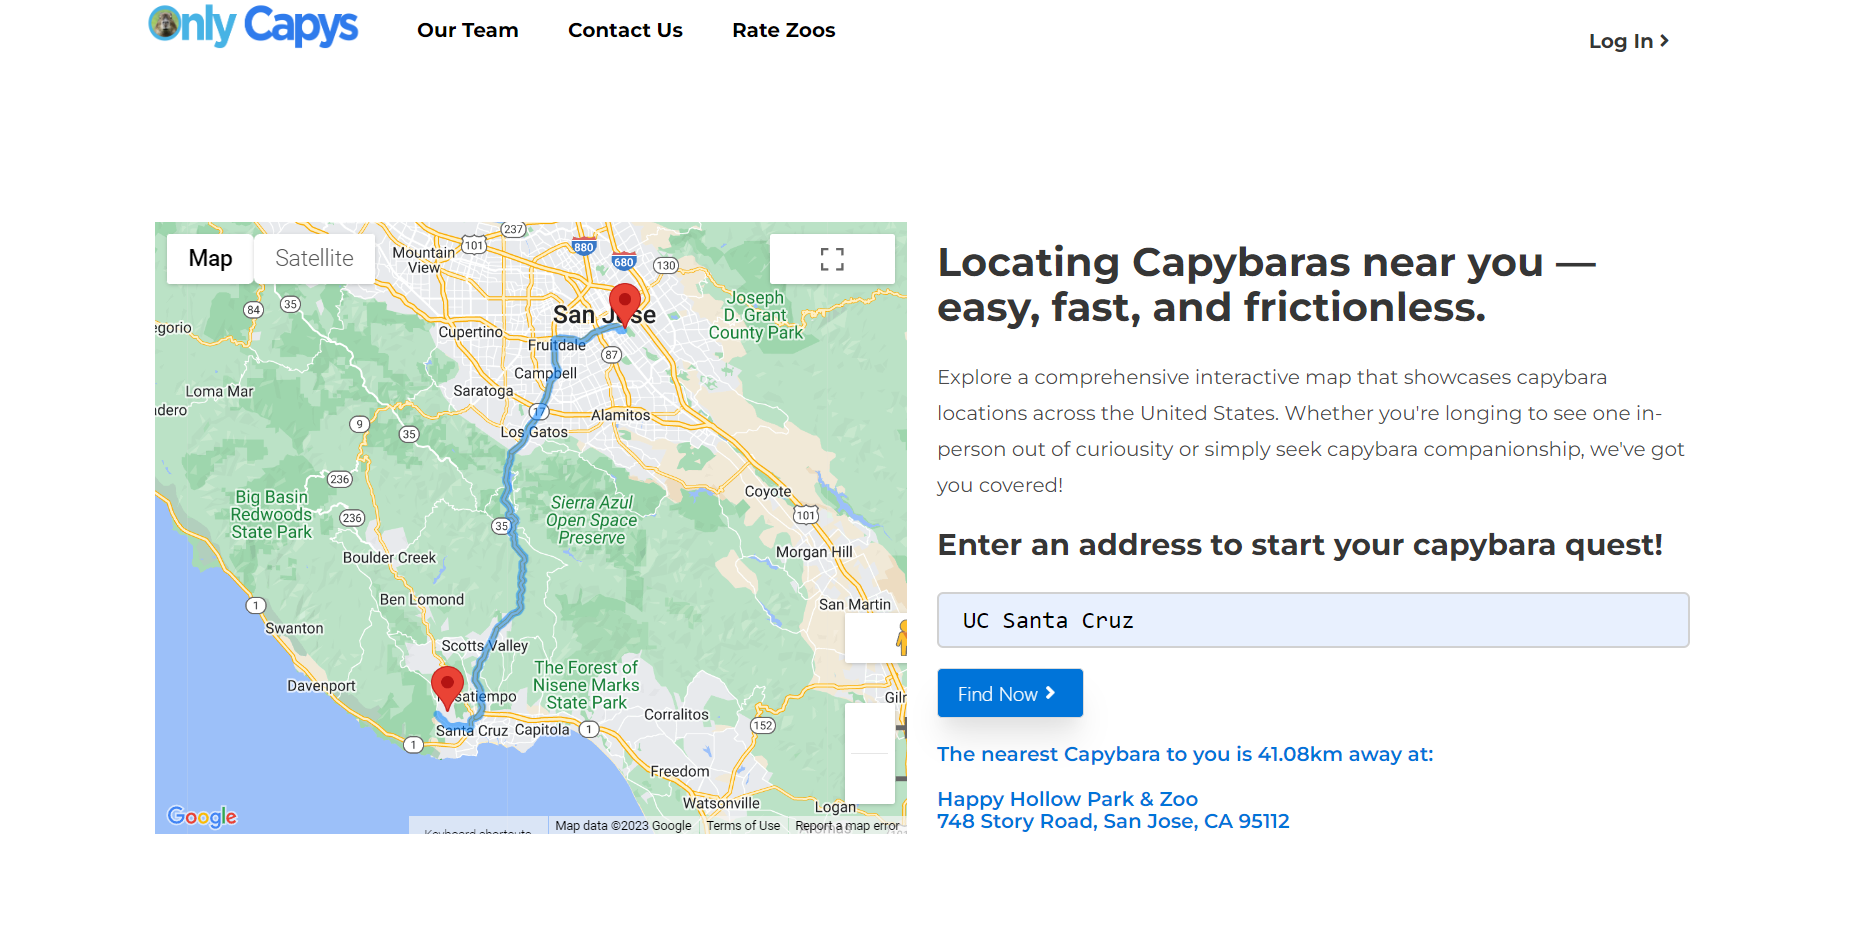 Only Capys
Our Team
Contact Us
Rate Zoos
Log In
Map
Satellite
237
101
880
680
130
Mountain
View
Joseph
D. Grant
County Park
84
35
egorio
San Jose
Cupertino
Fruitdale
87
Campbell
Loma Mar
Saratoga
dero
17
Alamitos
9
35
Los Gatos
236
Big Basin
Redwoods
State Park
236
Sierra Azul
Open Space
Preserve
35
Coyote
101
Boulder Creek
Morgan Hill
Ben Lomond
1
San Martin
Swanton
Scotts Valley
The Forest of
Nisene Marks
State Park
Davenport
satiempo
Gilr
Corralitos
152
Santa Cruz
Capitola
1
1
Freedom
Watsonville
Logan
Google
Keyboard shortcuts
Map data ©2023 Google
Terms of Use
Report a map error
Locating Capybaras near you —
easy, fast, and frictionless.
Explore a comprehensive interactive map that showcases capybara
locations across the United States. Whether you're longing to see one in-
person out of curiousity or simply seek capybara companionship, we've got
you covered!
Enter an address to start your capybara quest!
UC Santa Cruz
Find Now
The nearest Capybara to you is 41.08km away at:
Happy Hollow Park & Zoo
748 Story Road, San Jose, CA 95112